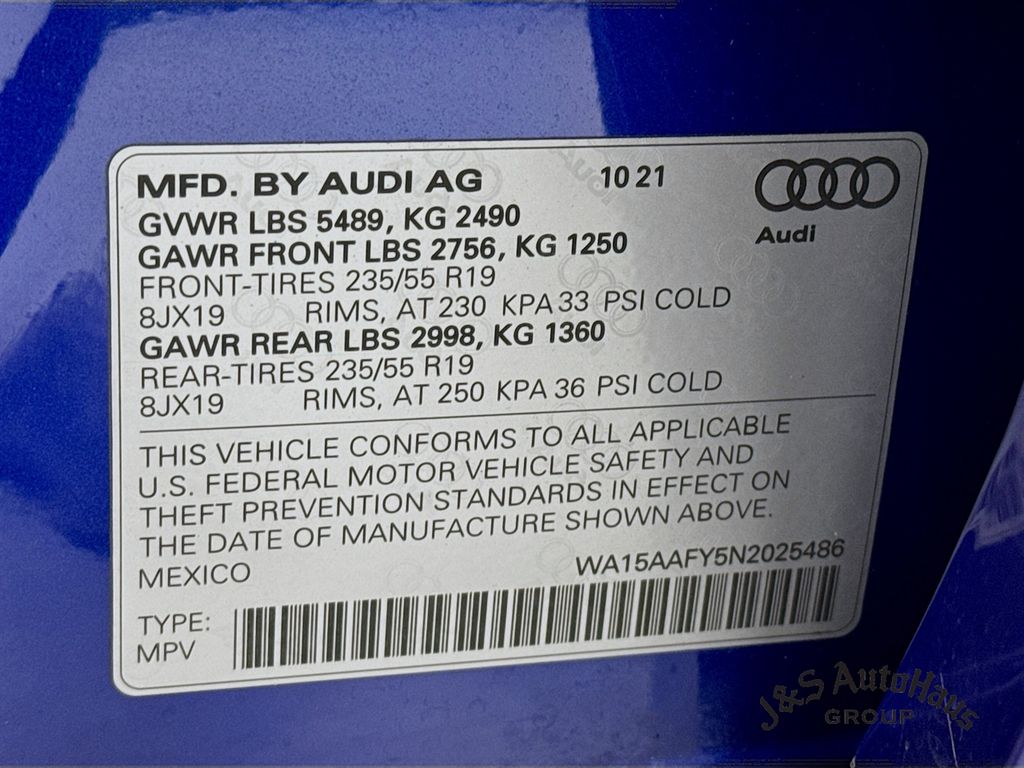 MFD. BY AUDI AG 10 21
GVWR LBS 5489, KG 2490
GAWR FRONT LBS 2756, KG 1250
Audi
FRONT-TIRES 235/55 R19
8JX19 RIMS, AT 230 KPA 33 PSI COLD
GAWR REAR LBS 2998, KG 1360
REAR-TIRES 235/55 R19
8JX19 RIMS, AT 250 KPA 36 PSI COLD
THIS VEHICLE CONFORMS TO ALL APPLICABLE
U.S. FEDERAL MOTOR VEHICLE SAFETY AND
THEFT PREVENTION STANDARDS IN EFFECT ON
THE DATE OF MANUFACTURE SHOWN ABOVE.
MEXICO WA15AAFY5N2025486
TYPE:
MPV
J&S AutoHaus
GROUP